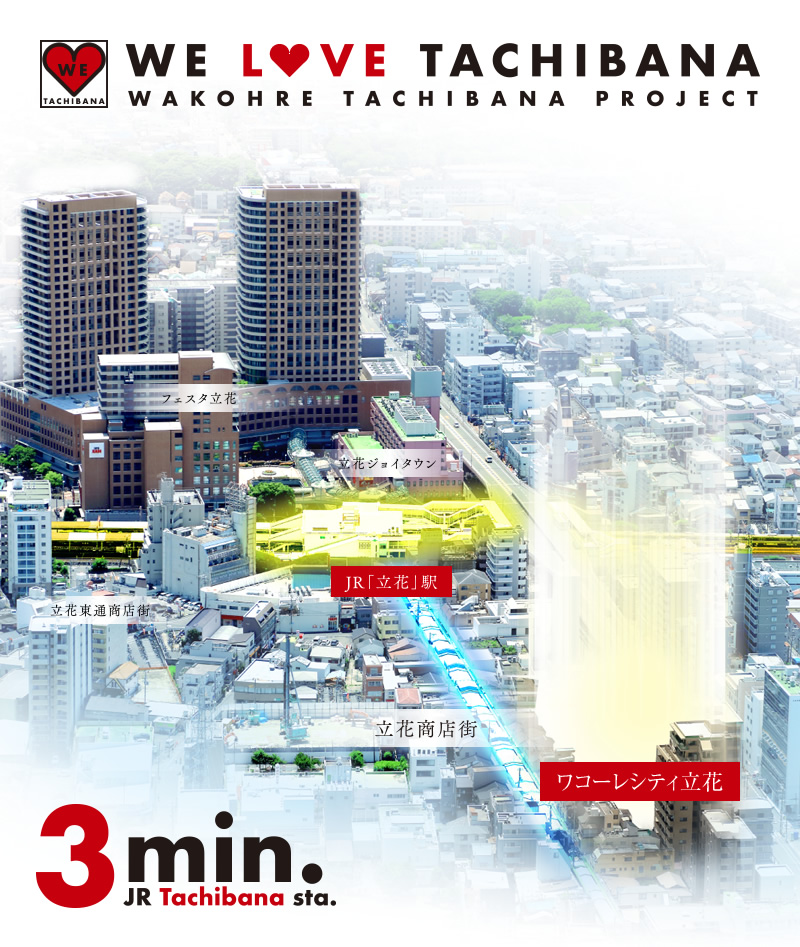 WE
TACHIBANA
WE LOVE TACHIBANA
WAKOHRE TACHIBANA PROJECT
フェスタ立花
立花ジョイタウン
JR「立花」駅
立花東通商店街
立花商店街
ワコーレシティ立花
3min.
JR Tachibana sta.